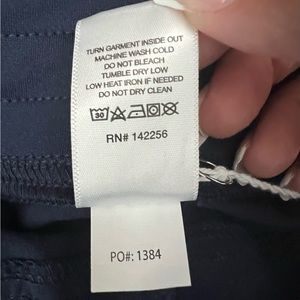 TURN GARMENT INSIDE OUT
MACHINE WASH COLD
DO NOT BLEACH
TUMBLE DRY LOW
LOW HEAT IRON IF NEEDED
DO NOT DRY CLEAN
30
RN# 142256
PO#: 1384